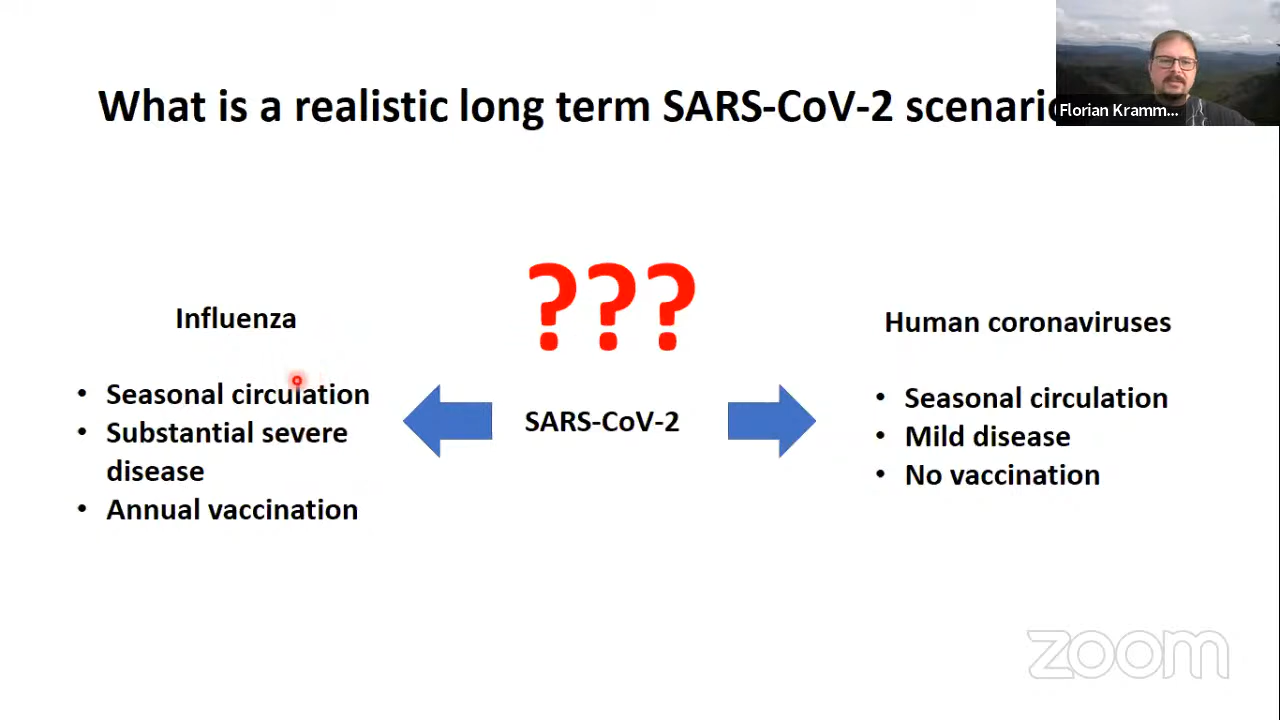 What is a realistic long term SARS-CoV-2 scenario
Florian Kramm...
???
Influenza
Human coronaviruses
• Seasonal circulation
• Substantial severe
disease
• Annual vaccination
SARS-CoV-2
• Seasonal circulation
• Mild disease
• No vaccination
zoom